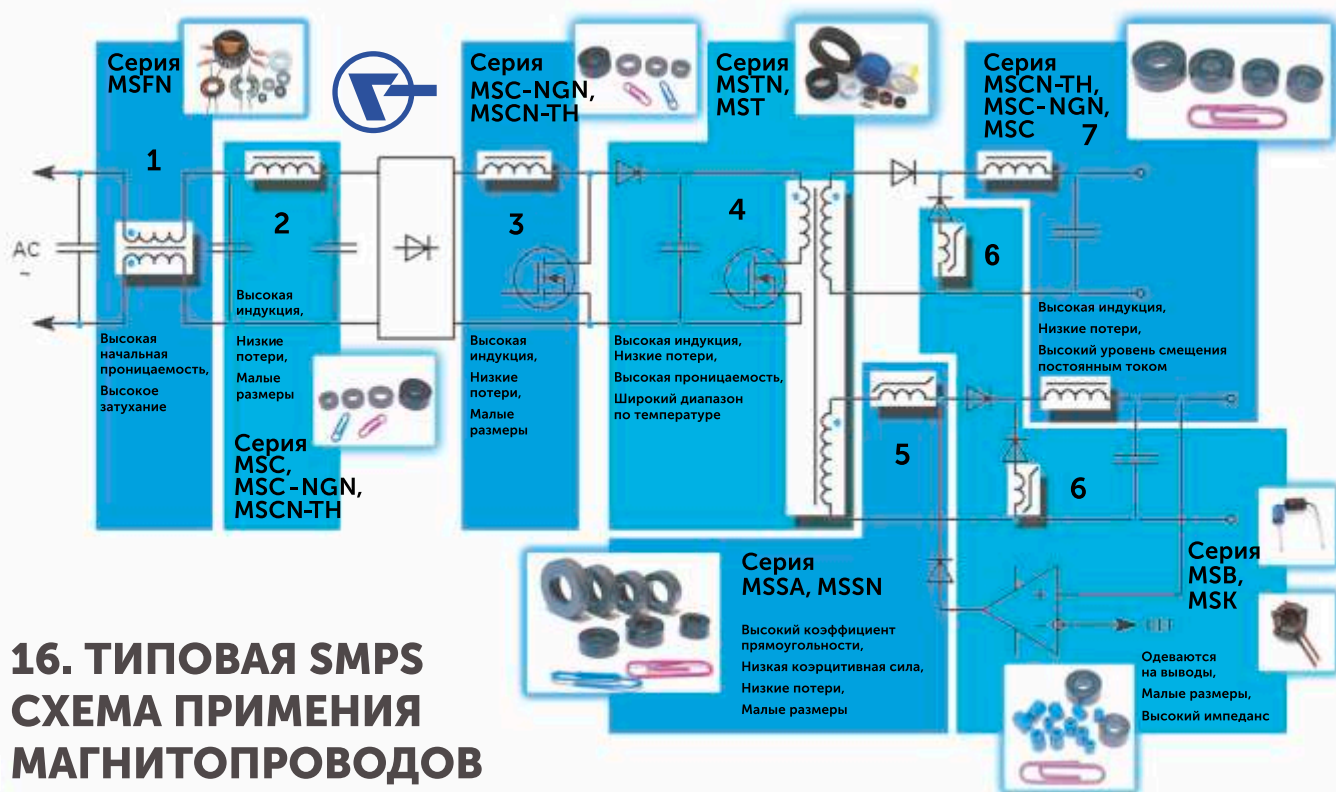 Серия
MSFN
1
AC
~
Высокая
начальная
проницаемость,
Высокое
затухание
2
Высокая
индукция,
Низкие
потери,
Малые
размеры
Серия
MSC,
MSC-NGN,
MSCN-TH
Серия
MSC-NGN,
MSCN-TH
3
Высокая
индукция,
Низкие
потери,
Малые
размеры
Серия
MSTN,
MST
4
Высокая индукция,
Низкие потери,
Высокая проницаемость,
Широкий диапазон
по температуре
Серия
MSCN-TH,
MSC-NGN,
MSC
7
6
Высокая индукция,
Низкие потери,
Высокий уровень смещения
постоянным током
5
6
Серия
MSSA, MSSN
Высокий коэффициент
прямоугольности,
Низкая коэрцитивная сила,
Низкие потери,
Малые размеры
Серия
MSB,
MSK
+
Одеваются
на выводы,
Малые размеры,
Высокий импеданс
16. ТИПОВАЯ SMPS
СХЕМА ПРИМЕНИЯ
МАГНИТОПРОВОДОВ